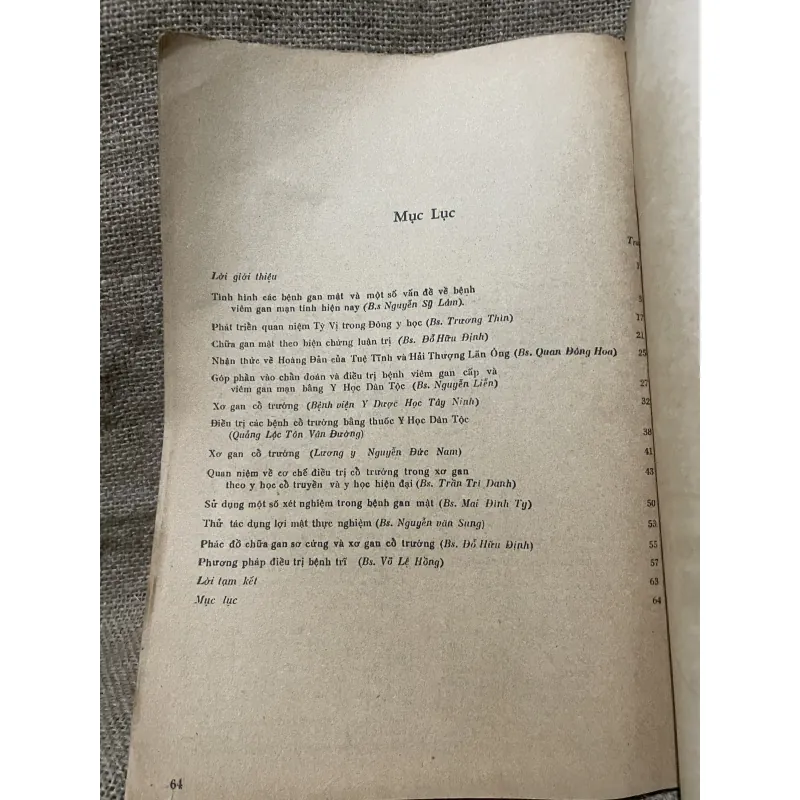 Mục Lục
Lời giới thiệu
Tình hình các bệnh gan mật và một số vấn đề về bệnh
viêm gan mạn tính hiện nay (B.s Nguyễn Sỹ Lâm). 5
Phát triển quan niệm Tỳ Vị trong Đông y học (Bs. Trương Thìn) 17
Chữa gan mật theo biện chứng luận trị (Bs. Đỗ Hữu Định) 21
Nhận thức về Hoàng Đản của Tuệ Tĩnh và Hải Thượng Lãn Ông (Bs. Quan Đông Hoa) 25
Góp phần vào chẩn đoán và điều trị bệnh viêm gan cấp và
viêm gan mạn bằng Y Học Dân Tộc (Bs. Nguyễn Liễn) 27
Xơ gan cổ trướng (Bệnh viện Y Dược Học Tây Ninh) 32
Điều trị các bệnh cổ trướng bằng thuốc Y Học Dân Tộc
(Quảng Lộc Tôn Vân Đường) 38
Xơ gan cổ trướng (Lương y Nguyễn Đức Nam) 41
Quan niệm về cơ chế điều trị cổ trướng trong xơ gan 43
theo y học cổ truyền và y học hiện đại (Bs. Trần Trí Danh)
Sử dụng một số xét nghiệm trong bệnh gan mật (Bs. Mai Đình Tỵ) 50
Thử tác dụng lợi mật thực nghiệm (Bs. Nguyễn văn Sung) 53
Phác đồ chữa gan sơ cứng và xơ gan cổ trướng (Bs. Đỗ Hữu Định) 55
Phương pháp điều trị bệnh trĩ (Bs. Võ Lệ Hồng) 57
Lời tạm kết 63
Mục lục 64
64